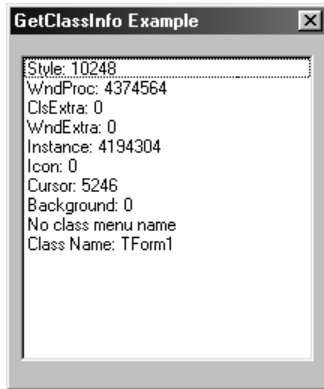 GetClassInfo Example
Style: 10248
WndProc: 4374564
ClsExtra: 0
WndExtra: 0
Instance: 4194304
Icon: 0
Cursor: 5246
Background: 0
No class menu name
Class Name: TForm1